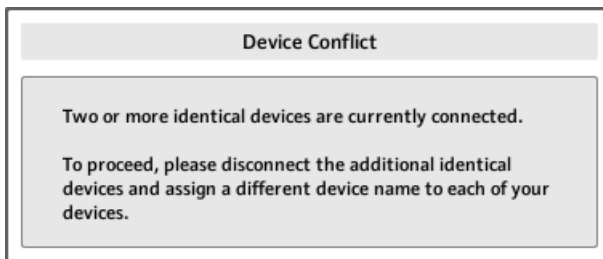 Device Conflict
Two or more identical devices are currently connected.
To proceed, please disconnect the additional identical
devices and assign a different device name to each of your
devices.